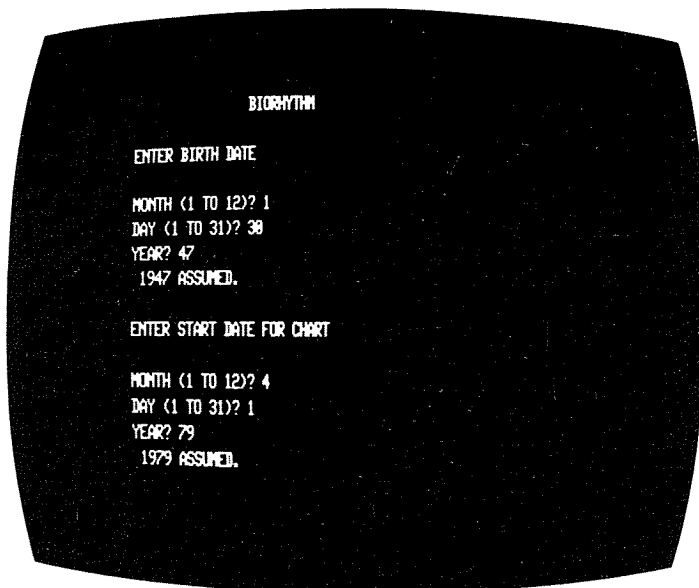 BIORHYTHM
ENTER BIRTH DATE
MONTH (1 TO 12)? 1
DAY (1 TO 31)? 30
YEAR? 47
1947 ASSUMED.
ENTER START DATE FOR CHART
MONTH (1 TO 12)? 4
DAY (1 TO 31)? 1
YEAR? 79
1979 ASSUMED.